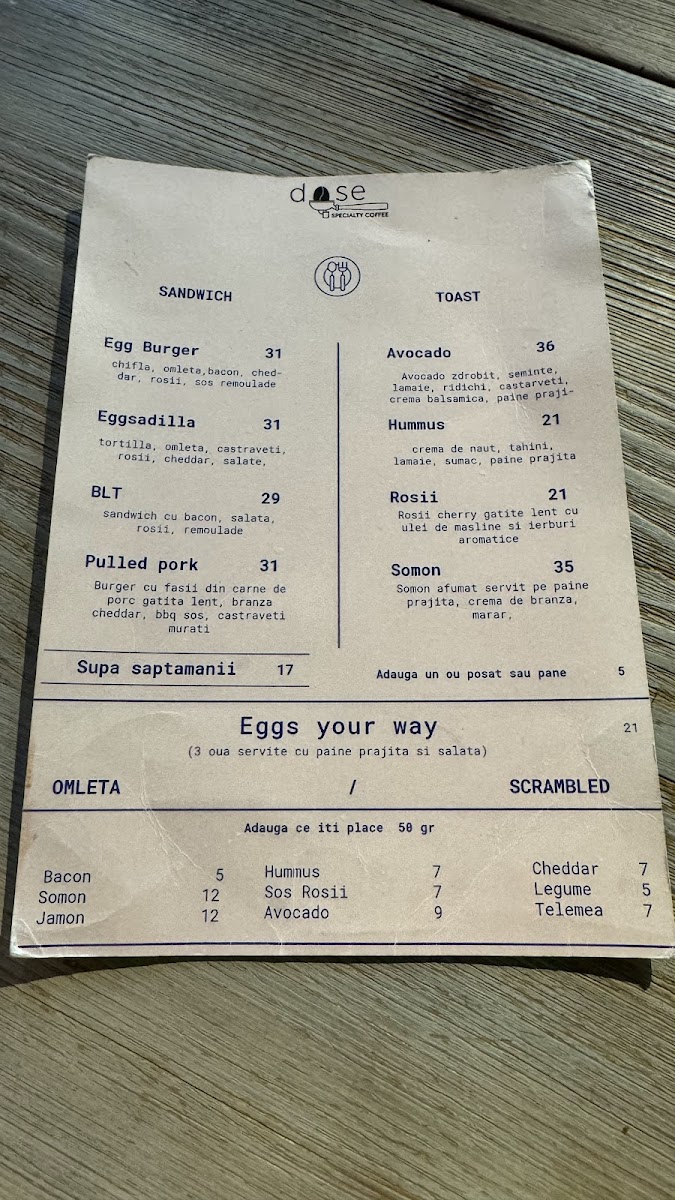 dose
SPECIALTY COFFEE
SANDWICH
Egg Burger 31
chifla, omleta,bacon, ched-
dar, rosii, sos remoulade
Eggsadilla 31
tortilla, omleta, castraveti,
rosii, cheddar, salate,
BLT 29
sandwich cu bacon, salata,
rosii, remoulade
Pulled pork 31
Burger cu fasii din carne de
porc gatita lent, branza
cheddar, bbq sos, castraveti
murati
Supa saptamanii 17
TOAST
Avocado 36
Avocado zdrobit, seminte,
lamaie, ridichi, castarveti,
crema balsamica, paine praji-
Hummus 21
crema de naut, tahini,
lamaie, sumac, paine prajita
Rosii 21
Rosii cherry gatite lent cu
ulei de masline si ierburi
aromatice
Somon 35
Somon afumat servit pe paine
prajita, crema de branza,
marar,
Adauga un ou posat sau pane 5
Eggs your way 21
(3 oua servite cu paine prajita si salata)
OMLETA / SCRAMBLED
Adauga ce iti place 50 gr
Bacon 5 Hummus 7 Cheddar 7
Somon 12 Sos Rosii 7 Legume 5
Jamon 12 Avocado 9 Telemea 7